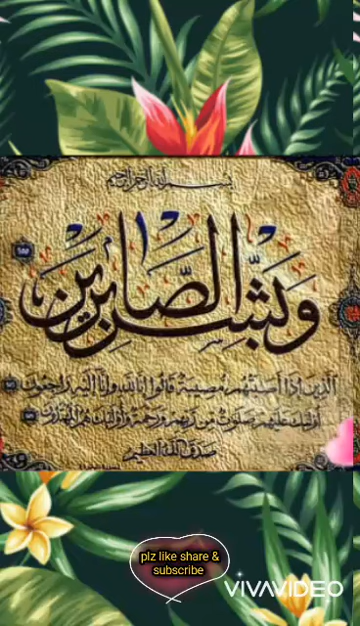 بسم الله الرحمن الرحيم
وبشر الصابرين
الذين إذا أصابتهم مصيبة قالوا إنا لله وإنا إليه راجعون
أولئك عليهم صلوات من ربهم ورحمة وأولئك هم المهتدون
صدق الله العظيم
plz like share &
subscribe
VIVAVIDEO